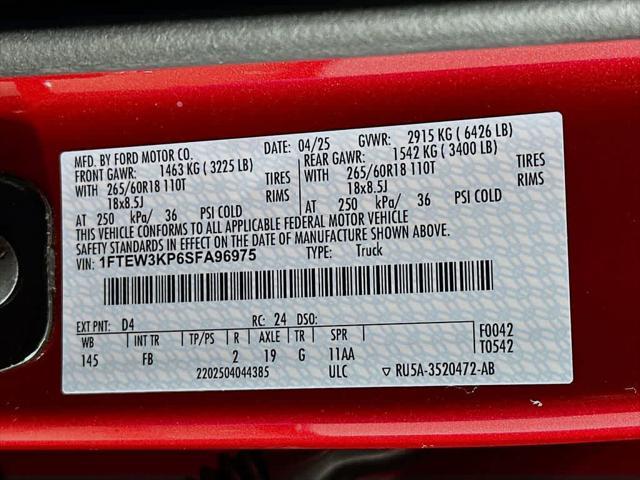 MFD. BY FORD MOTOR CO. DATE: 04/25 GVWR: 2915 KG ( 6426 LB)
FRONT GAWR: 1463 KG ( 3225 LB) REAR GAWR: 1542 KG ( 3400 LB)
WITH 265/60R18 110T TIRES WITH 265/60R18 110T TIRES
18x8.5J RIMS 18x8.5J RIMS
AT 250 kPa/ 36 PSI COLD AT 250 kPa/ 36 PSI COLD
THIS VEHICLE CONFORMS TO ALL APPLICABLE FEDERAL MOTOR VEHICLE
SAFETY STANDARDS IN EFFECT ON THE DATE OF MANUFACTURE SHOWN ABOVE.
VIN: 1FTEW3KP6SFA96975 TYPE: Truck
EXT PNT: D4 RC: 24 DSO:
WB INT TR TP/PS R AXLE TR SPR F0042
145 FB 2 19 G 11AA T0542
2202504044385 ULC ▽ RU5A-3520472-AB